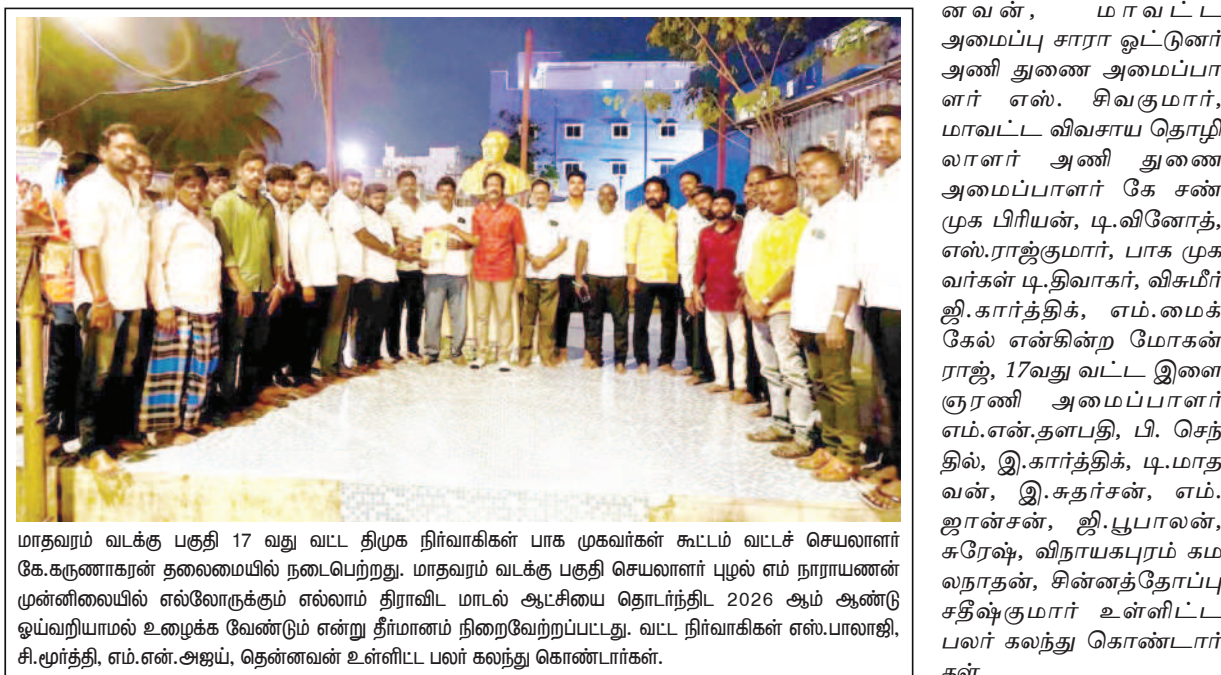 மாதவரம் வடக்கு பகுதி 17 வது வட்ட திமுக நிர்வாகிகள் பாக முகவர்கள் கூட்டம் வட்டச் செயலாளர்
கே.கருணாகரன் தலைமையில் நடைபெற்றது. மாதவரம் வடக்கு பகுதி செயலாளர் புழல் எம் நாராயணன்
முன்னிலையில் எல்லோருக்கும் எல்லாம் திராவிட மாடல் ஆட்சியை தொடர்ந்திட 2026 ஆம் ஆண்டு
ஓய்வறியாமல் உழைக்க வேண்டும் என்று தீர்மானம் நிறைவேற்றப்பட்டது. வட்ட நிர்வாகிகள் எஸ்.பாலாஜி,
சி.மூர்த்தி, எம்.என்.அஜய், தென்னவன் உள்ளிட்ட பலர் கலந்து கொண்டார்கள்.
னவன், மாவட்ட
அமைப்பு சாரா ஓட்டுனர்
அணி துணை அமைப்பா
ளர் எஸ். சிவகுமார்,
மாவட்ட விவசாய தொழி
லாளர் அணி துணை
அமைப்பாளர் கே சண்
முக பிரியன், டி.வினோத்,
எஸ்.ராஜ்குமார், பாக முக
வர்கள் டி.திவாகர், விசுமீர்
ஜி.கார்த்திக், எம்.மைக்
கேல் என்கின்ற மோகன்
ராஜ், 17வது வட்ட இளை
ஞரணி அமைப்பாளர்
எம்.என்.தளபதி, பி. செந்
தில், இ.கார்த்திக், டி.மாத
வன், இ.சுதர்சன், எம்.
ஜான்சன், ஜி.பூபாலன்,
சுரேஷ், விநாயகபுரம் கம
லநாதன், சின்னத்தோப்பு
சதீஷ்குமார் உள்ளிட்ட
பலர் கலந்து கொண்டார்
கள்